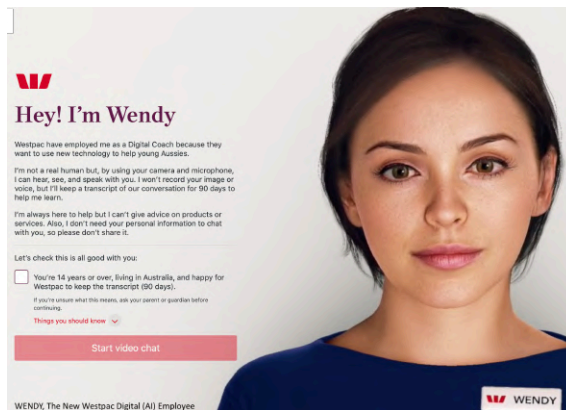 Hey! I'm Wendy
Westpac have employed me as a Digital Coach because they
want to use new technology to help young Aussies.
I'm not a real human but, by using your camera and microphone,
I can hear, see, and speak with you. I won't record your image or
voice, but I'll keep a transcript of our conversation for 90 days to
help me learn.
I'm always here to help but I can't give advice on products or
services. Also, I don't need your personal information to chat
with you, so please don't share it.
Let's check this is all good with you:
You're 14 years or over, living in Australia, and happy for
Westpac to keep the transcript (90 days).
If you're unsure what this means, ask your parent or guardian before
continuing.
Things you should know
Start video chat
WENDY
WENDY, The New Westpac Digital (AI) Employee